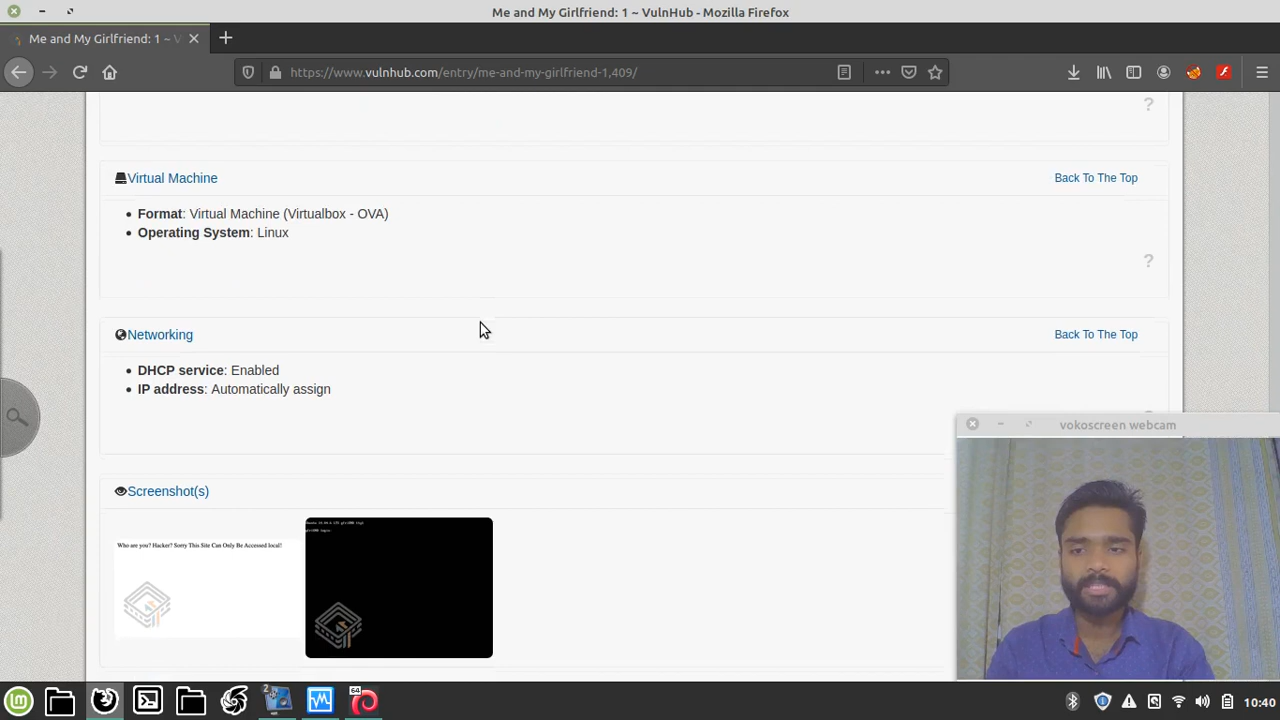 Me and My Girlfriend: 1 ~ VulnHub - Mozilla Firefox
Me and My Girlfriend: 1 ~ V
https://www.vulnhub.com/entry/me-and-my-girlfriend-1,409/
?
Virtual Machine
Back To The Top
Format: Virtual Machine (Virtualbox - OVA)
Operating System: Linux
?
Networking
Back To The Top
DHCP service: Enabled
IP address: Automatically assign
vokoscreen webcam
Screenshot(s)
Who are you? Hacker? Sorry This Site Can Only Be Accessed local!
2
64
10:40